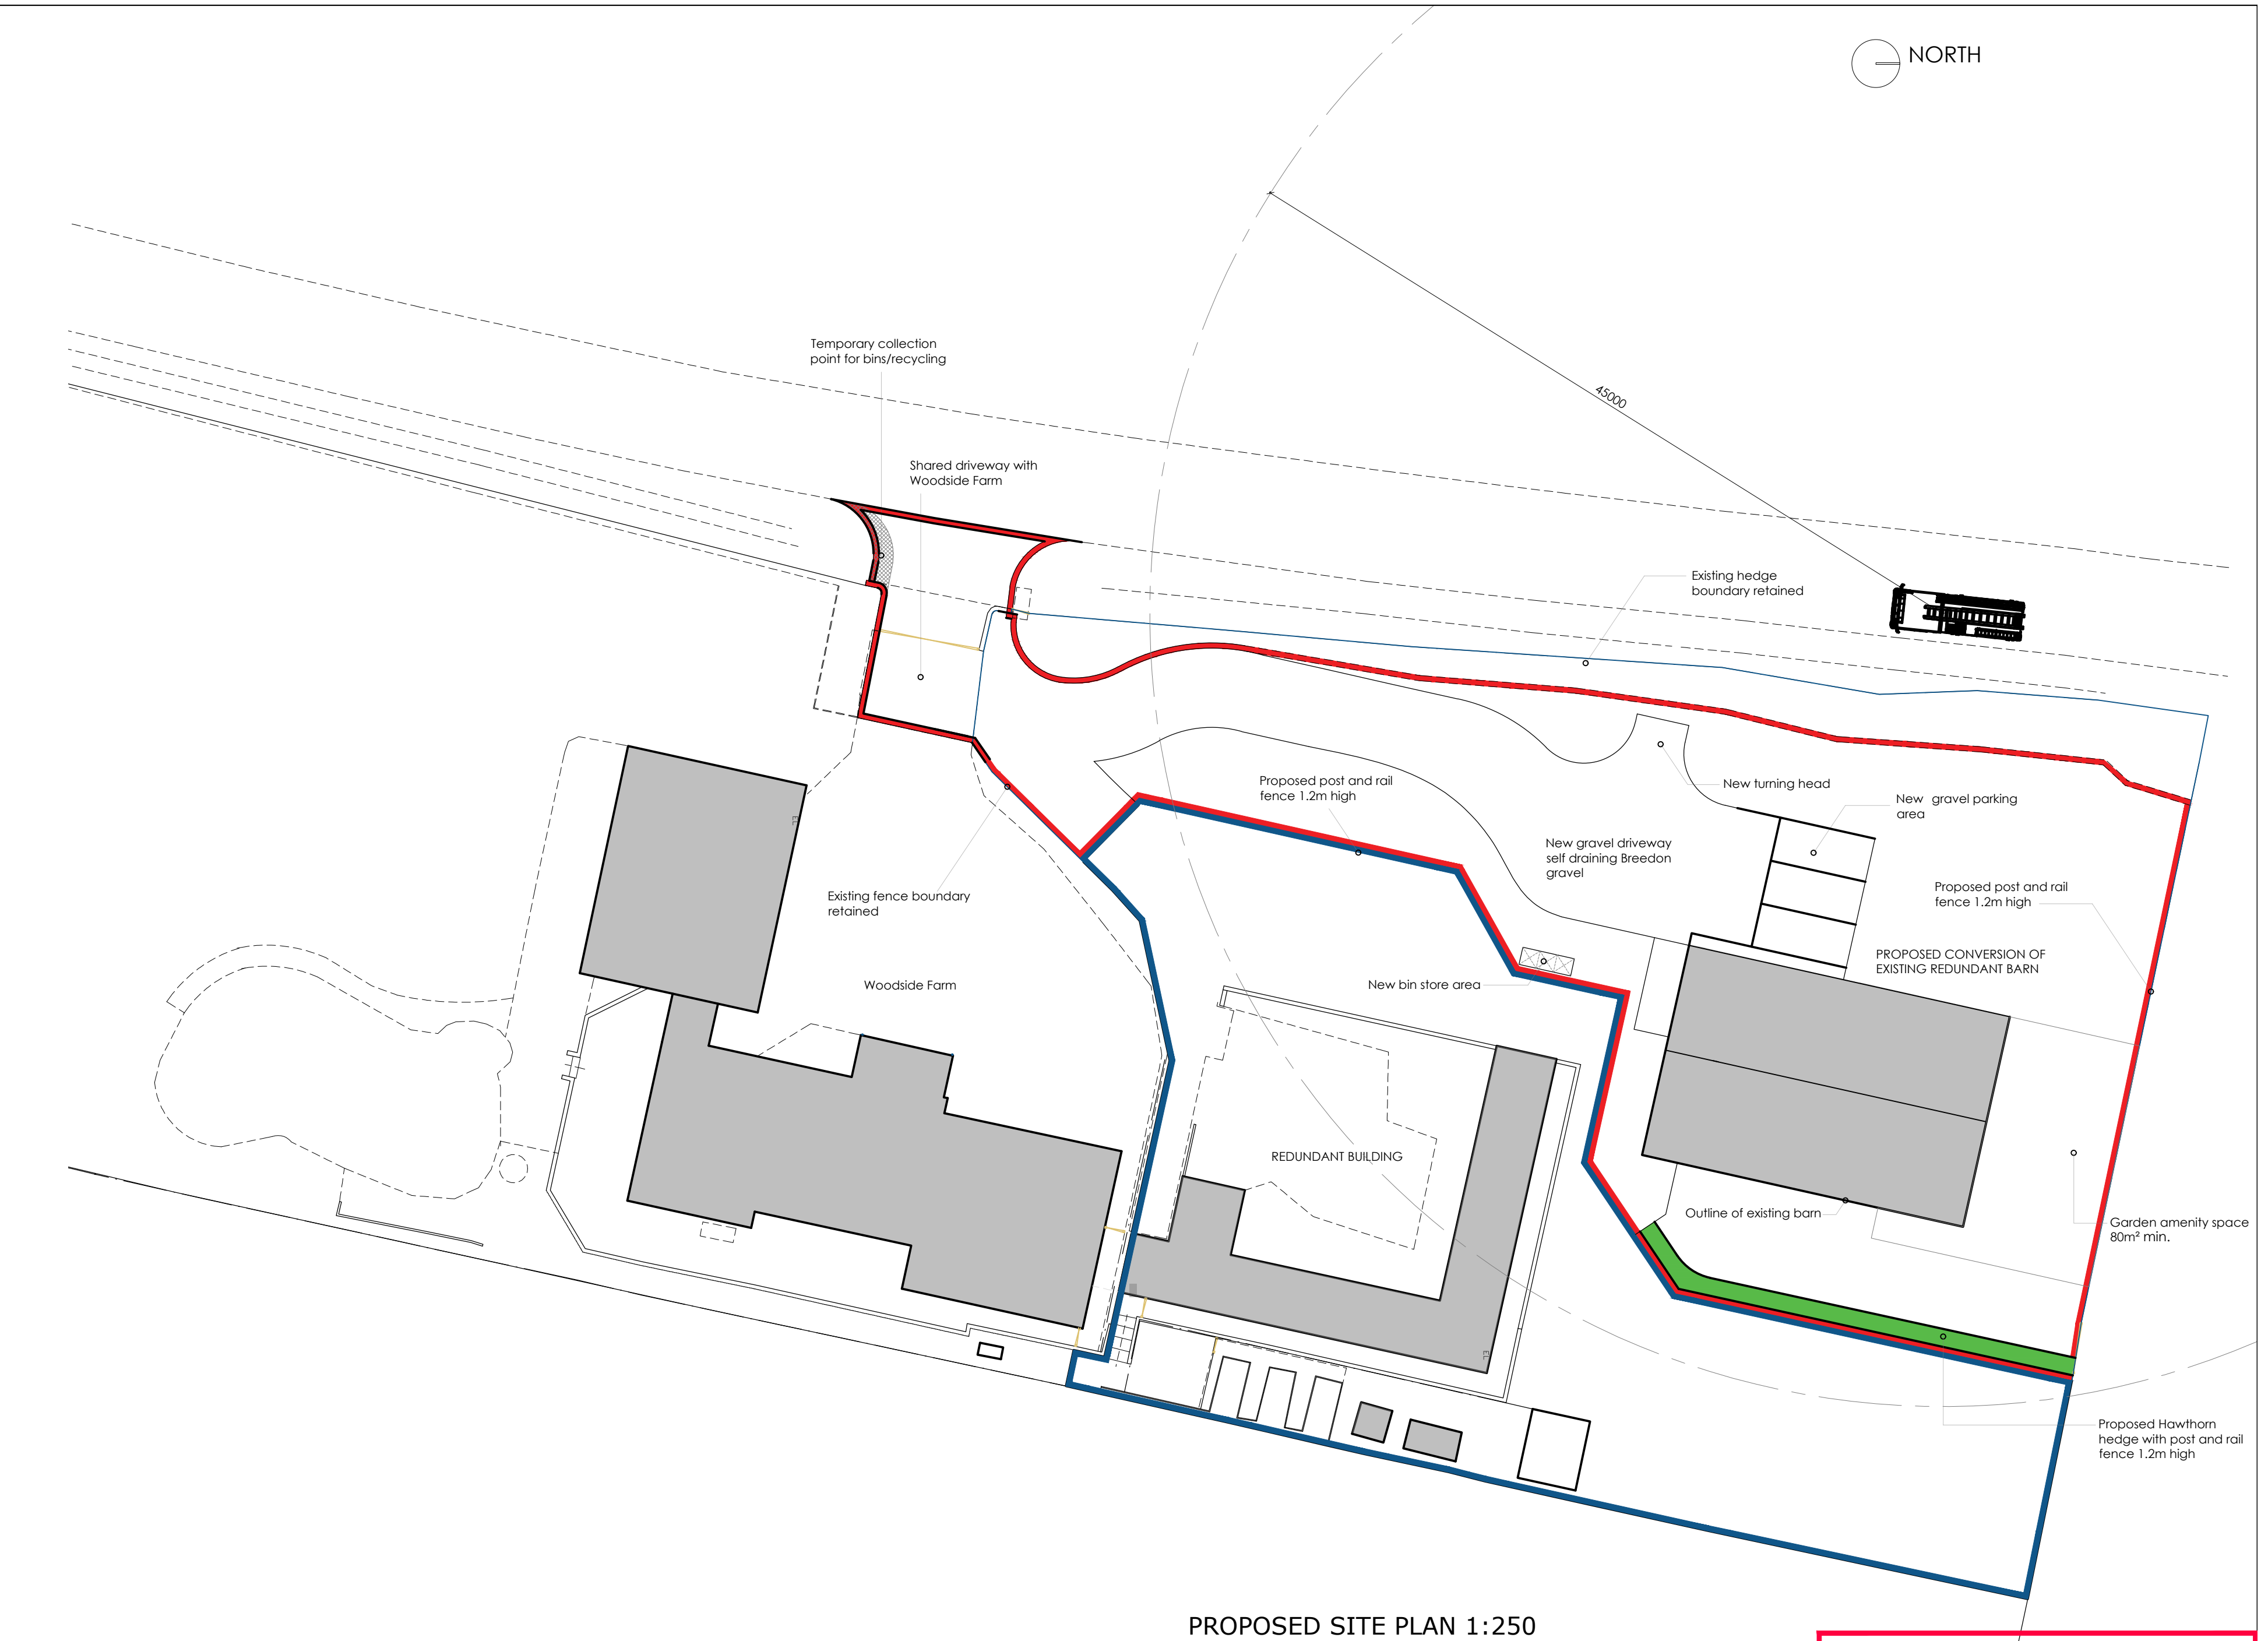 NORTH
Temporary collection
point for bins/recycling
45000
Shared driveway with
Woodside Farm
Existing hedge
boundary retained
Proposed post and rail
fence 1.2m high
New turning head
New gravel parking
area
New gravel driveway
self draining Breedon
gravel
Existing fence boundary
retained
Proposed post and rail
fence 1.2m high
PROPOSED CONVERSION OF
EXISTING REDUNDANT BARN
Woodside Farm
New bin store area
REDUNDANT BUILDING
Outline of existing barn
Garden amenity space
80m² min.
Proposed Hawthorn
hedge with post and rail
fence 1.2m high
EL
EL
PROPOSED SITE PLAN 1:250